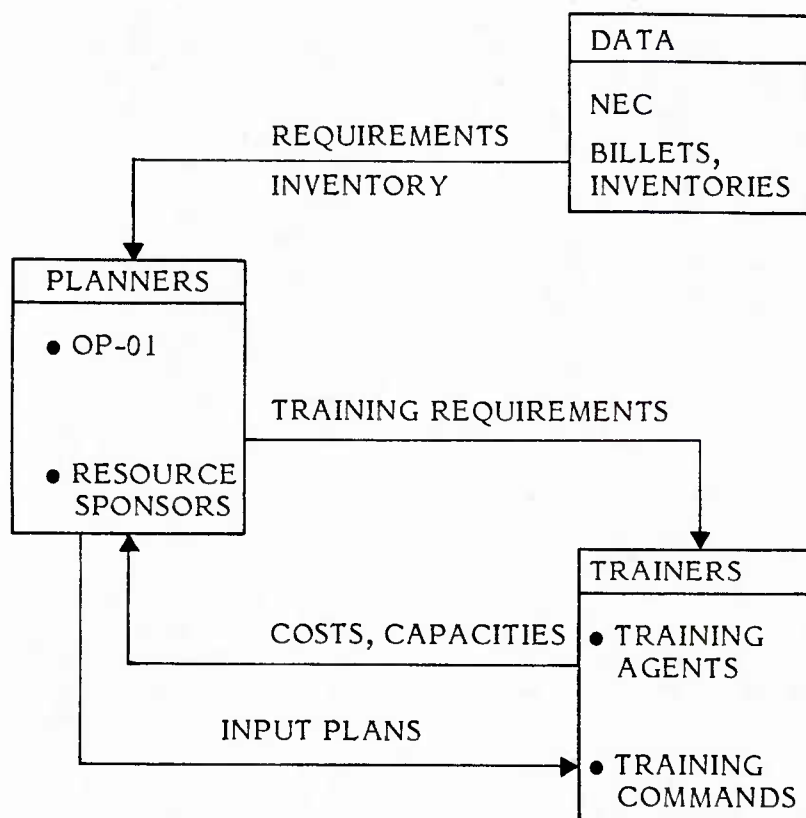 DATA
NEC
BILLETS,
INVENTORIES
REQUIREMENTS
INVENTORY
PLANNERS
● OP-01
● RESOURCE
SPONSORS
TRAINING REQUIREMENTS
TRAINERS
● TRAINING
AGENTS
● TRAINING
COMMANDS
COSTS, CAPACITIES
INPUT PLANS